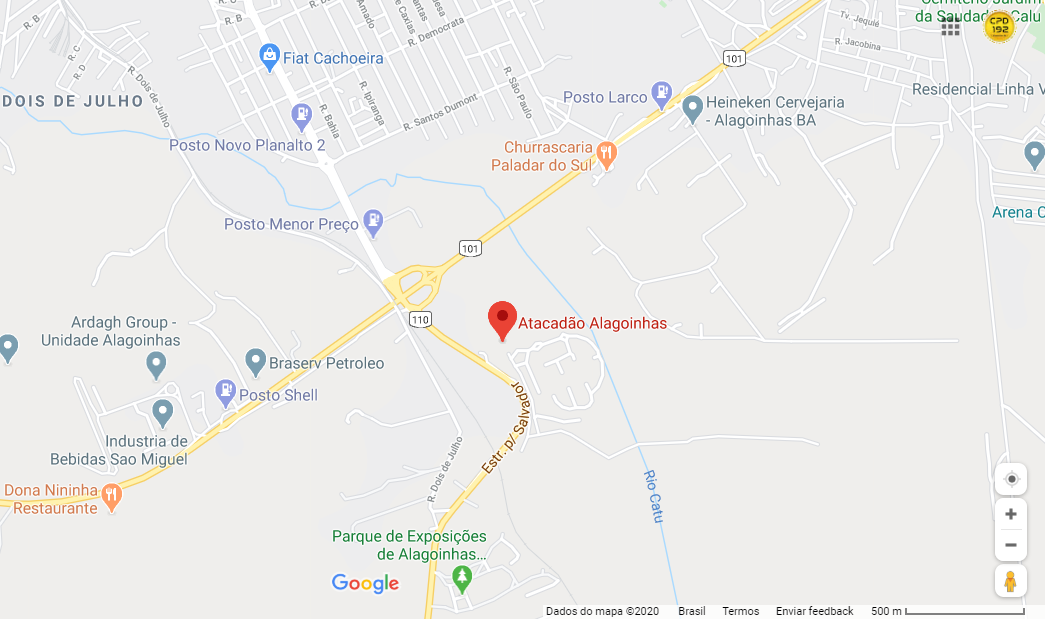 Cemitério Jardim
da Saudade Calu
CPD
192
Tv. Jequié
R. Jacobina
R. B
R. D
R. B
R. C
de Caxias
R. Democrata
101
Fiat Cachoeira
R. Dois de Julho
R. Ipiranga
R. Bahia
R. São Paulo
R. Santos Dumont
DOIS DE JULHO
Posto Larco
Heineken Cervejaria
- Alagoinhas BA
Residencial Linha V
Posto Novo Planalto 2
Churrascaria
Paladar do Sul
Arena C
Posto Menor Preço
101
110
Atacadão Alagoinhas
Ardagh Group -
Unidade Alagoinhas
Braserv Petroleo
Posto Shell
Industria de
Bebidas Sao Miguel
Estr. p/ Salvador
R. Dois de Julho
Rio Catu
Dona Nininha
Restaurante
Parque de Exposições
de Alagoinhas...
Google
Dados do mapa ©2020 Brasil Termos Enviar feedback 500 m